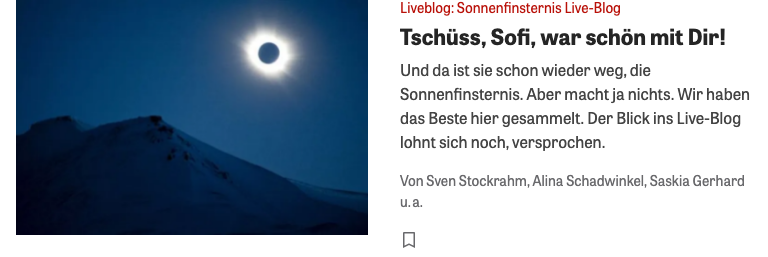 Liveblog: Sonnenfinsternis Live-Blog
Tschüss, Sofi, war schön mit Dir!
Und da ist sie schon wieder weg, die
Sonnenfinsternis. Aber macht ja nichts. Wir haben
das Beste hier gesammelt. Der Blick ins Live-Blog
lohnt sich noch, versprochen.
Von Sven Stockrahm, Alina Schadwinkel, Saskia Gerhard
u. a.